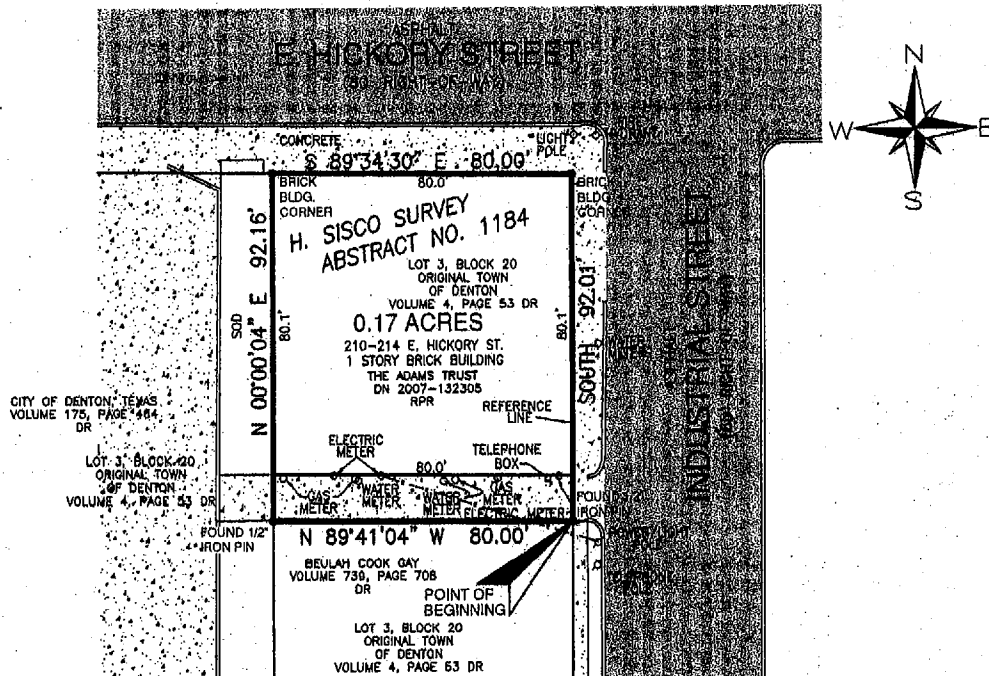 ASPHALT
E. HICKORY STREET
RIGHT-OF-WAY
N
W
E
S
CONCRETE
LIGHT
POLE
S 89°34'30" E 80.00'
BRICK
BLDG.
CORNER
80.0'
BRICK
BLDG.
CORNER
H. SISCO SURVEY
ABSTRACT NO. 1184
LOT 3, BLOCK 20
ORIGINAL TOWN
OF DENTON
VOLUME 4, PAGE 53 DR
0.17 ACRES
210-214 E. HICKORY ST.
1 STORY BRICK BUILDING
THE ADAMS TRUST
DN 2007-132305
RPR
SOD
N 00°00'04" E 92.16'
80.1'
80.1'
SOUTH 92.01'
INDUSTRIAL STREET
CITY OF DENTON, TEXAS
VOLUME 175, PAGE 464
DR
LOT 3, BLOCK 20
ORIGINAL TOWN
OF DENTON
VOLUME 4, PAGE 53 DR
REFERENCE
LINE
ELECTRIC
METER
80.0'
TELEPHONE
BOX
GAS
METER
WATER
METER
WATER
METER
GAS
METER
ELECTRIC METER
FOUND 1/2"
IRON PIN
FOUND
IRON PIN
N 89°41'04" W 80.00'
BEULAH COOK GAY
VOLUME 730, PAGE 708
DR
POINT OF
BEGINNING
LOT 3, BLOCK 20
ORIGINAL TOWN
OF DENTON
VOLUME 4, PAGE 53 DR